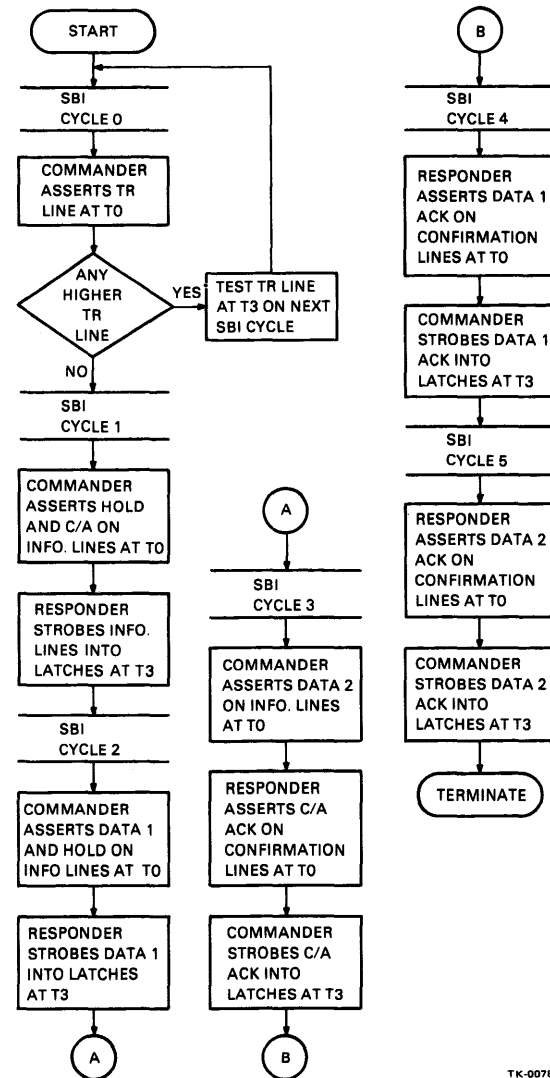 START
SBI
CYCLE 0
COMMANDER
ASSERTS TR
LINE AT T0
ANY
HIGHER
TR
LINE
YES
TEST TR LINE
AT T3 ON NEXT
SBI CYCLE
NO
SBI
CYCLE 1
COMMANDER
ASSERTS HOLD
AND C/A ON
INFO. LINES AT T0
RESPONDER
STROBES INFO.
LINES INTO
LATCHES AT T3
SBI
CYCLE 2
COMMANDER
ASSERTS DATA 1
AND HOLD ON
INFO LINES AT T0
RESPONDER
STROBES DATA 1
INTO LATCHES
AT T3
A
A
SBI
CYCLE 3
COMMANDER
ASSERTS DATA 2
ON INFO. LINES
AT T0
RESPONDER
ASSERTS C/A
ACK ON
CONFIRMATION
LINES AT T0
COMMANDER
STROBES C/A
ACK INTO
LATCHES AT T3
B
B
SBI
CYCLE 4
RESPONDER
ASSERTS DATA 1
ACK ON
CONFIRMATION
LINES AT T0
COMMANDER
STROBES DATA 1
ACK INTO
LATCHES AT T3
SBI
CYCLE 5
RESPONDER
ASSERTS DATA 2
ACK ON
CONFIRMATION
LINES AT T0
COMMANDER
STROBES DATA 2
ACK INTO
LATCHES AT T3
TERMINATE
TK-0078